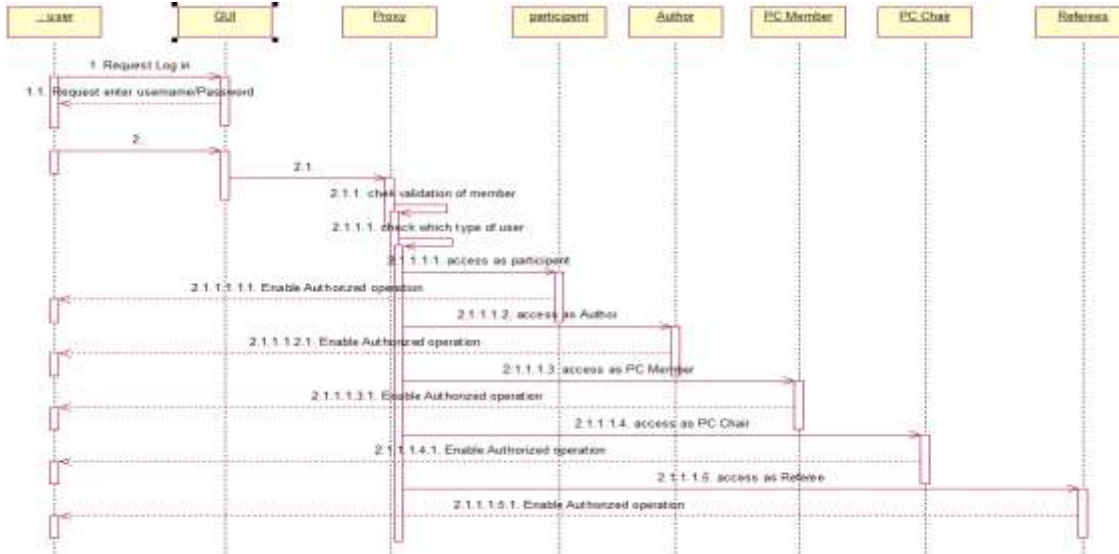 : user
GUI
Proxy
participent
Author
PC Member
PC Chair
Referees
1. Request Log in
1.1. Request enter username/Password
2.
2.1.
2.1.1. chek validation of member
2.1.1.1. check which type of user
2.1.1.1.1. access as participent
2.1.1.1.1.1. Enable Authorized operation
2.1.1.1.2. access as Author
2.1.1.1.2.1. Enable Authorized operation
2.1.1.1.3. access as PC Member
2.1.1.1.3.1. Enable Authorized operation
2.1.1.1.4. access as PC Chair
2.1.1.1.4.1. Enable Authorized operation
2.1.1.1.5. access as Referee
2.1.1.1.5.1. Enable Authorized operation